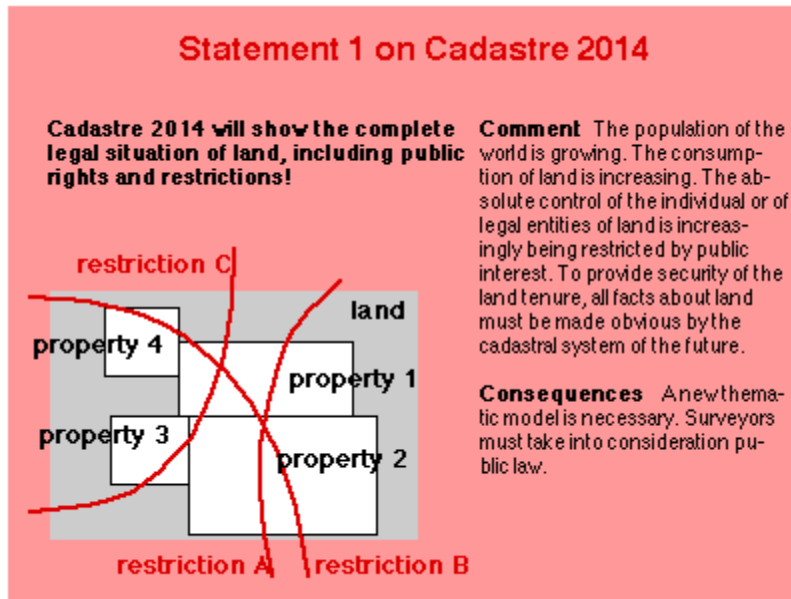 Statement 1 on Cadastre 2014
Cadastre 2014 will show the complete
legal situation of land, including public
rights and restrictions!
restriction C
land
property 4
property 1
property 3
property 2
restriction A
restriction B
Comment The population of the
world is growing. The consump-
tion of land is increasing. The ab-
solute control of the individual or of
legal entities of land is increas-
ingly being restricted by public
interest. To provide security of the
land tenure, all facts about land
must be made obvious by the
cadastral system of the future.
Consequences A new thema-
tic model is necessary. Surveyors
must take into consideration pu-
blic law.